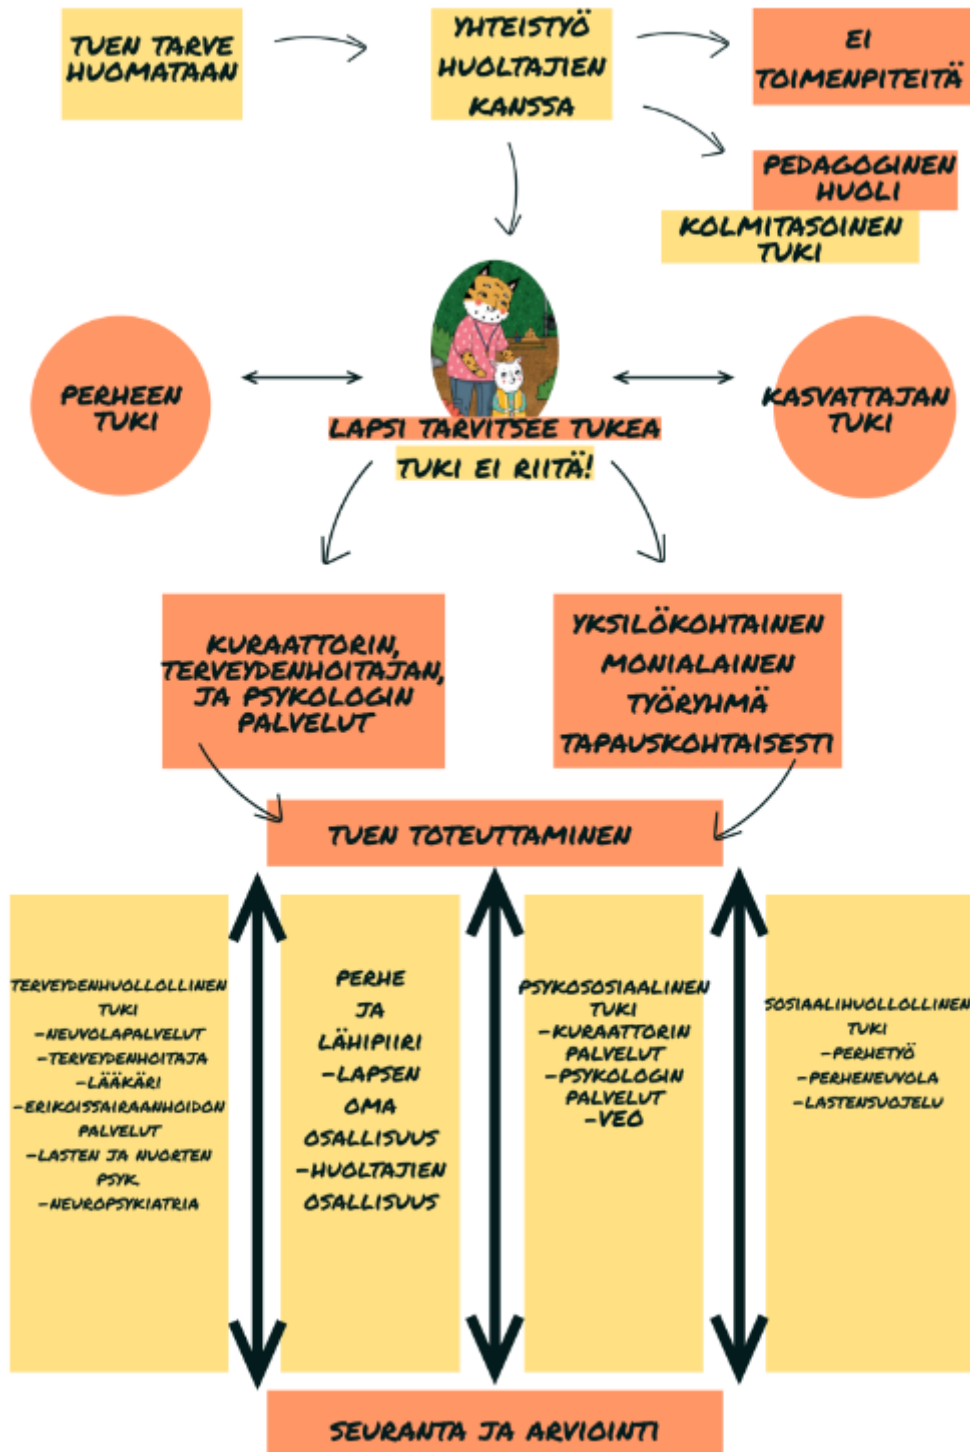 TUEN TARVE
HUOMATAAN
YHTEISTYÖ
HUOLTAJIEN
KANSSA
EI
TOIMENPITEITÄ
PEDAGOGINEN
HUOLI
KOLMITASOINEN
TUKI
PERHEEN
TUKI
KASVATTAJAN
TUKI
LAPSI TARVITSEE TUKEA
TUKI EI RIITÄ!
KURAATTORIN,
TERVEYDENHOITAJAN,
JA PSYKOLOGIN
PALVELUT
YKSILÖKOHTAINEN
MONIALAINEN
TYÖRYHMÄ
TAPAUSKOHTAISESTI
TUEN TOTEUTTAMINEN
TERVEYDENHUOLLOLLINEN
TUKI
-NEUVOLAPALVELUT
-TERVEYDENHOITAJA
-LÄÄKÄRI
-ERIKOISSAIRAANHOIDON
PALVELUT
-LASTEN JA NUORTEN
PSYK.
-NEUROPSYKIATRIA
PERHE
JA
LÄHIPIIRI
-LAPSEN
OMA
OSALLISUUS
-HUOLTAJIEN
OSALLISUUS
PSYKOSOSIAALINEN
TUKI
-KURAATTORIN
PALVELUT
-PSYKOLOGIN
PALVELUT
-VEO
SOSIAALIHUOLLOLLINEN
TUKI
-PERHETYÖ
-PERHENEUVOLA
-LASTENSUOJELU
SEURANTA JA ARVIOINTI